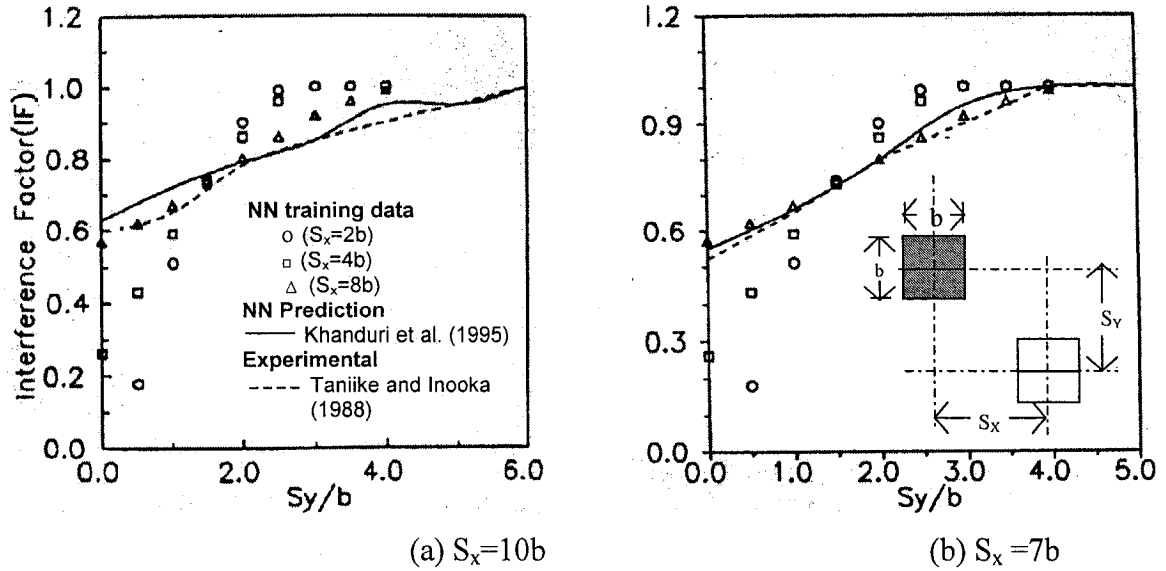 Interference Factor(IF)
1.2
1.0
0.8
0.6
0.4
0.2
0.0
NN training data
○ (Sx=2b)
□ (Sx=4b)
△ (Sx=8b)
NN Prediction
Khanduri et al. (1995)
Experimental
Taniike and Inooka
(1988)
0.0 2.0 4.0 6.0
Sy/b
(a) Sx=10b
1.2
0.9
0.6
0.3
0.0
b
b
SY
SX
0.0 1.0 2.0 3.0 4.0 5.0
Sy/b
(b) Sx =7b